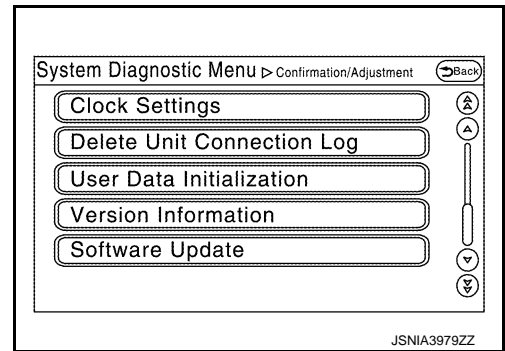 System Diagnostic Menu ▷ Confirmation/Adjustment Back
Clock Settings
Delete Unit Connection Log
User Data Initialization
Version Information
Software Update
JSNIA3979ZZ